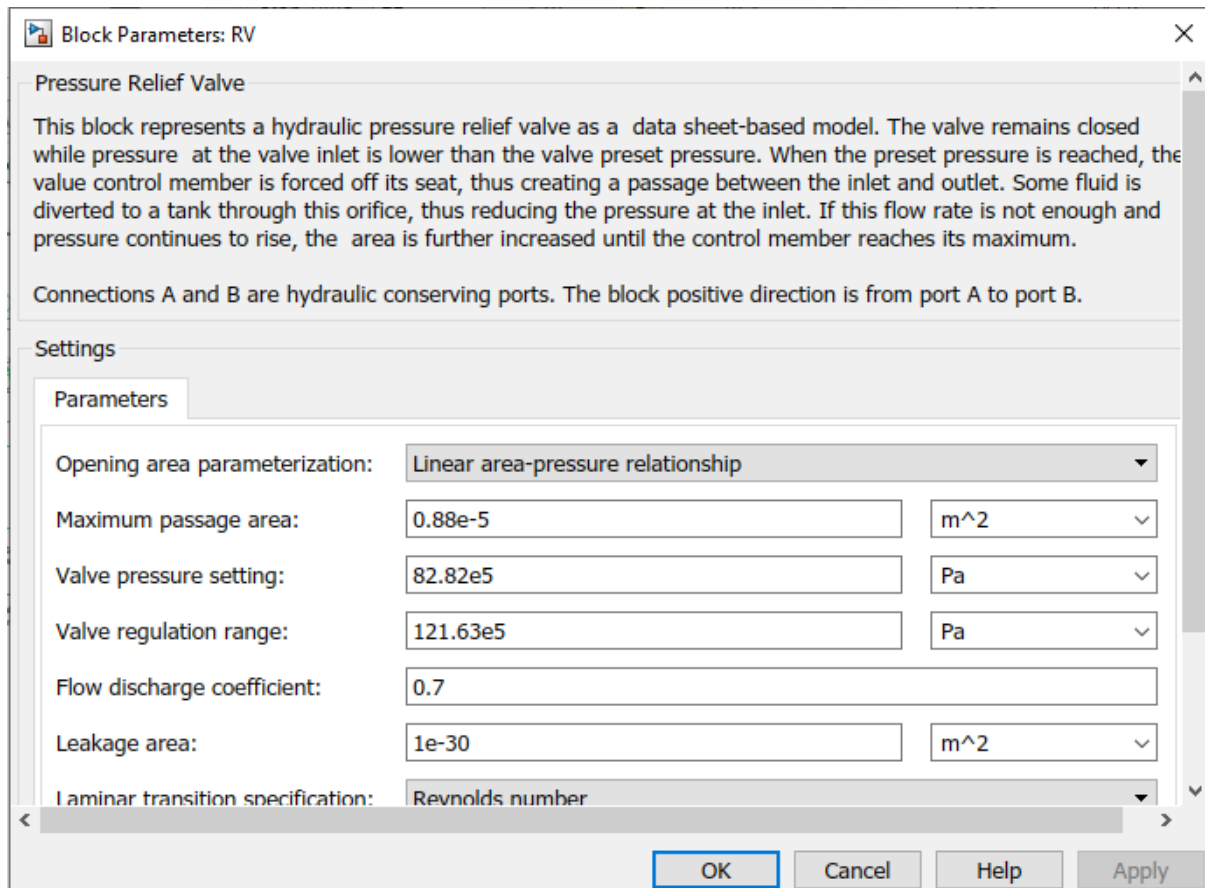 Block Parameters: RV
Pressure Relief Valve
This block represents a hydraulic pressure relief valve as a data sheet-based model. The valve remains closed
while pressure at the valve inlet is lower than the valve preset pressure. When the preset pressure is reached, the
value control member is forced off its seat, thus creating a passage between the inlet and outlet. Some fluid is
diverted to a tank through this orifice, thus reducing the pressure at the inlet. If this flow rate is not enough and
pressure continues to rise, the area is further increased until the control member reaches its maximum.
Connections A and B are hydraulic conserving ports. The block positive direction is from port A to port B.
Settings
Parameters
Opening area parameterization: Linear area-pressure relationship
Maximum passage area: 0.88e-5 m^2
Valve pressure setting: 82.82e5 Pa
Valve regulation range: 121.63e5 Pa
Flow discharge coefficient: 0.7
Leakage area: 1e-30 m^2
Laminar transition specification: Reynolds number
OK Cancel Help Apply